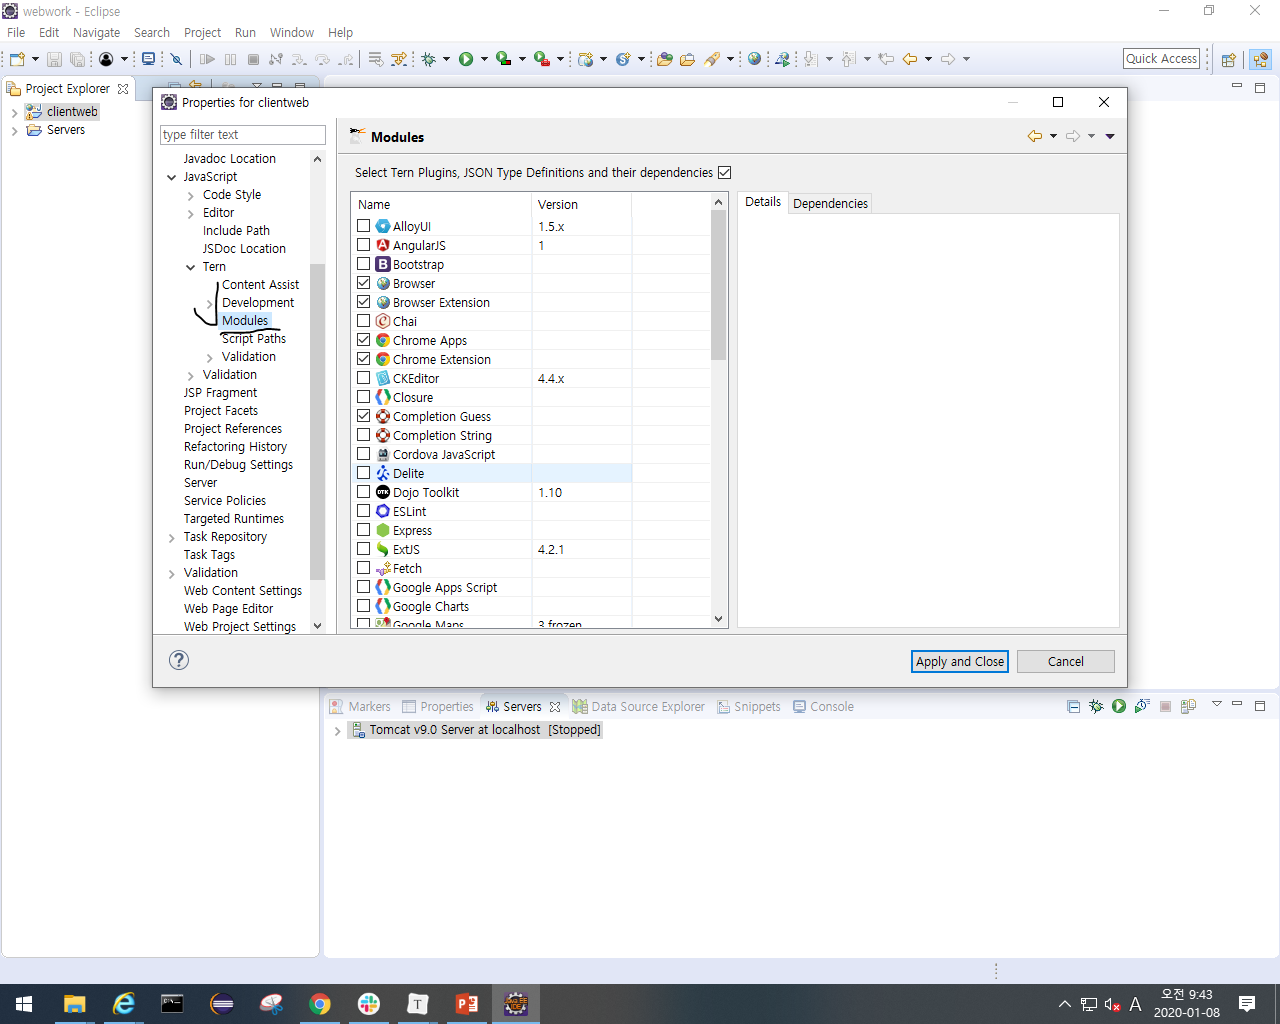 webwork - Eclipse
File Edit Navigate Search Project Run Window Help
Quick Access
Project Explorer
clientweb
Servers
Properties for clientweb
type filter text
Javadoc Location
JavaScript
Code Style
Editor
Include Path
JSDoc Location
Tern
Content Assist
Development
Modules
Script Paths
Validation
Validation
JSP Fragment
Project Facets
Project References
Refactoring History
Run/Debug Settings
Server
Service Policies
Targeted Runtimes
Task Repository
Task Tags
Validation
Web Content Settings
Web Page Editor
Web Project Settings
Modules
Select Tern Plugins, JSON Type Definitions and their dependencies
Name Version
AlloyUI 1.5.x
AngularJS 1
Bootstrap
Browser
Browser Extension
Chai
Chrome Apps
Chrome Extension
CKEditor 4.4.x
Closure
Completion Guess
Completion String
Cordova JavaScript
Delite
Dojo Toolkit 1.10
ESLint
Express
ExtJS 4.2.1
Fetch
Google Apps Script
Google Charts
Google Maps 3 frozen
Details Dependencies
Apply and Close Cancel
Markers Properties Servers Data Source Explorer Snippets Console
Tomcat v9.0 Server at localhost [Stopped]
A
오전 9:43
2020-01-08